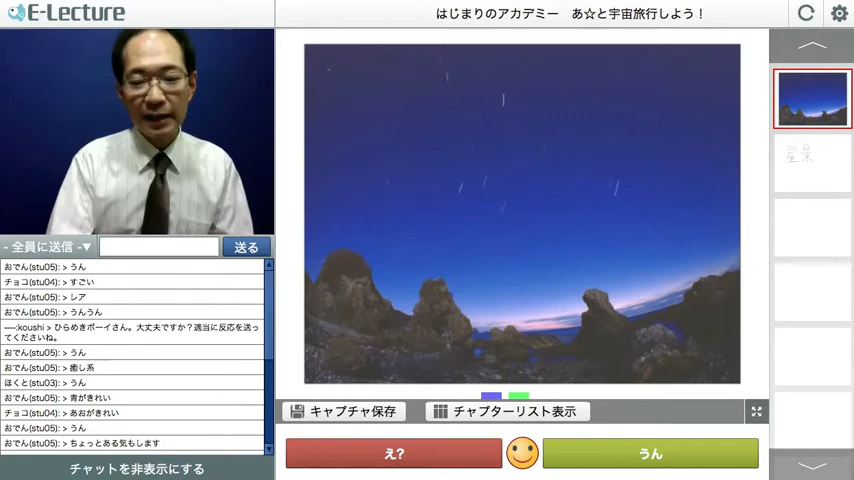 E-Lecture
はじまりのアカデミー　あ☆と宇宙旅行しよう！
- 全員に送信 -▼
送る
おでん(stu05): > うん
チョコ(stu04): > すごい
おでん(stu05): > レア
おでん(stu05): > うんうん
----:koushi > ひらめきボーイさん。大丈夫ですか？適当に反応を送っ
てくださいね。
おでん(stu05): > うん
おでん(stu05): > 癒し系
ほくと(stu03): > うん
おでん(stu05): > 青がきれい
チョコ(stu04): > あおがきれい
おでん(stu05): > うん
おでん(stu05): > ちょっとある気もします
チャットを非表示にする
キャプチャ保存
チャプターリスト表示
え?
うん
星景